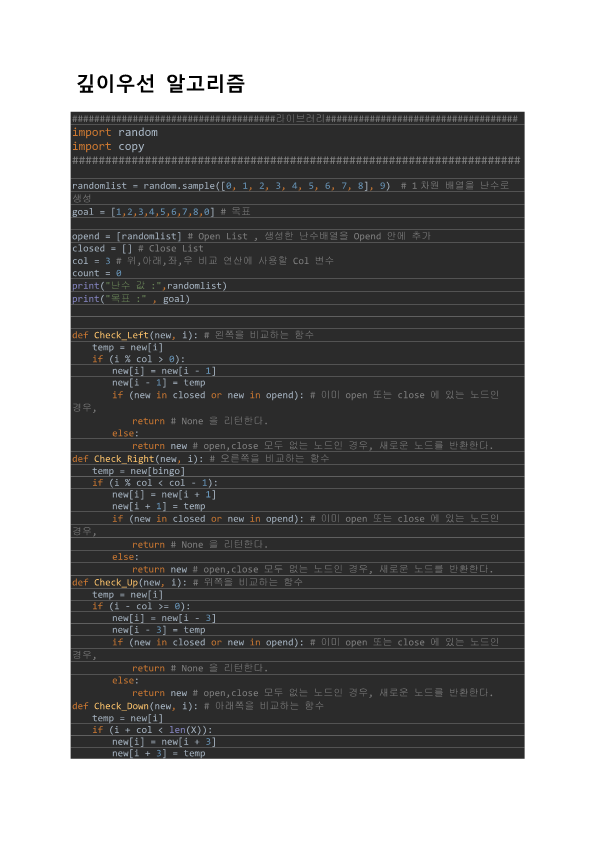 깊이우선 알고리즘
#####################################라이브러리###################################
import random
import copy
####################################################################
randomlist = random.sample([0, 1, 2, 3, 4, 5, 6, 7, 8], 9)  # 1 차원 배열을 난수로
생성
goal = [1,2,3,4,5,6,7,8,0] # 목표
opend = [randomlist] # Open List , 생성한 난수배열을 Opend 안에 추가
closed = [] # Close List
col = 3 # 위,아래,좌,우 비교 연산에 사용할 Col 변수
count = 0
print("난수 값 :",randomlist)
print("목표 :" , goal)
def Check_Left(new, i): # 왼쪽을 비교하는 함수
    temp = new[i]
    if (i % col > 0):
        new[i] = new[i - 1]
        new[i - 1] = temp
        if (new in closed or new in opend): # 이미 open 또는 close 에 있는 노드인
경우,
            return # None 을 리턴한다.
        else:
            return new # open,close 모두 없는 노드인 경우, 새로운 노드를 반환한다.
def Check_Right(new, i): # 오른쪽을 비교하는 함수
    temp = new[bingo]
    if (i % col < col - 1):
        new[i] = new[i + 1]
        new[i + 1] = temp
        if (new in closed or new in opend): # 이미 open 또는 close 에 있는 노드인
경우,
            return # None 을 리턴한다.
        else:
            return new # open,close 모두 없는 노드인 경우, 새로운 노드를 반환한다.
def Check_Up(new, i): # 위쪽을 비교하는 함수
    temp = new[i]
    if (i - col >= 0):
        new[i] = new[i - 3]
        new[i - 3] = temp
        if (new in closed or new in opend): # 이미 open 또는 close 에 있는 노드인
경우,
            return # None 을 리턴한다.
        else:
            return new # open,close 모두 없는 노드인 경우, 새로운 노드를 반환한다.
def Check_Down(new, i): # 아래쪽을 비교하는 함수
    temp = new[i]
    if (i + col < len(X)):
        new[i] = new[i + 3]
        new[i + 3] = temp